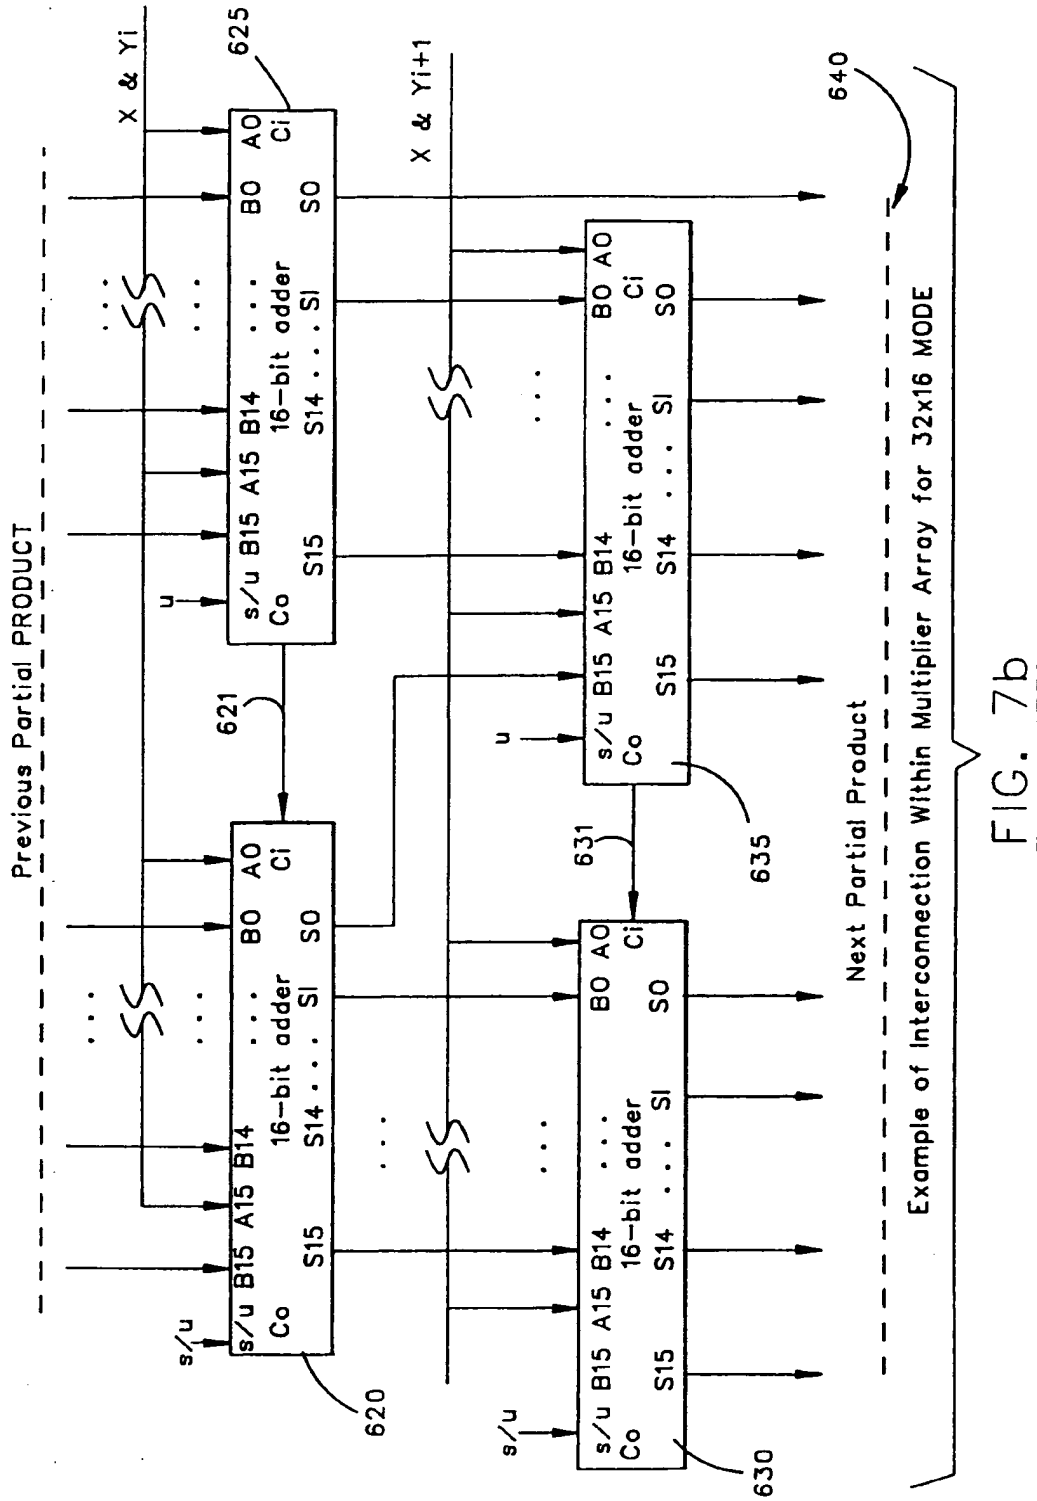 Previous Partial PRODUCT
X & Yi
... ...
... ...
s/u u
s/u B15 A15 B14 ... B0 A0
Co 16-bit adder Ci
S15 S14 ... S1 S0
620
621
s/u B15 A15 B14 ... B0 A0
Co 16-bit adder Ci
S15 S14 ... S1 S0
625
X & Yi+1
...
... ...
s/u u
s/u B15 A15 B14 ... B0 A0
Co 16-bit adder Ci
S15 S14 ... S1 S0
630
631
s/u B15 A15 B14 ... B0 A0
Co 16-bit adder Ci
S15 S14 ... S1 S0
635
Next Partial Product
640
Example of Interconnection Within Multiplier Array for 32x16 MODE
FIG. 7b